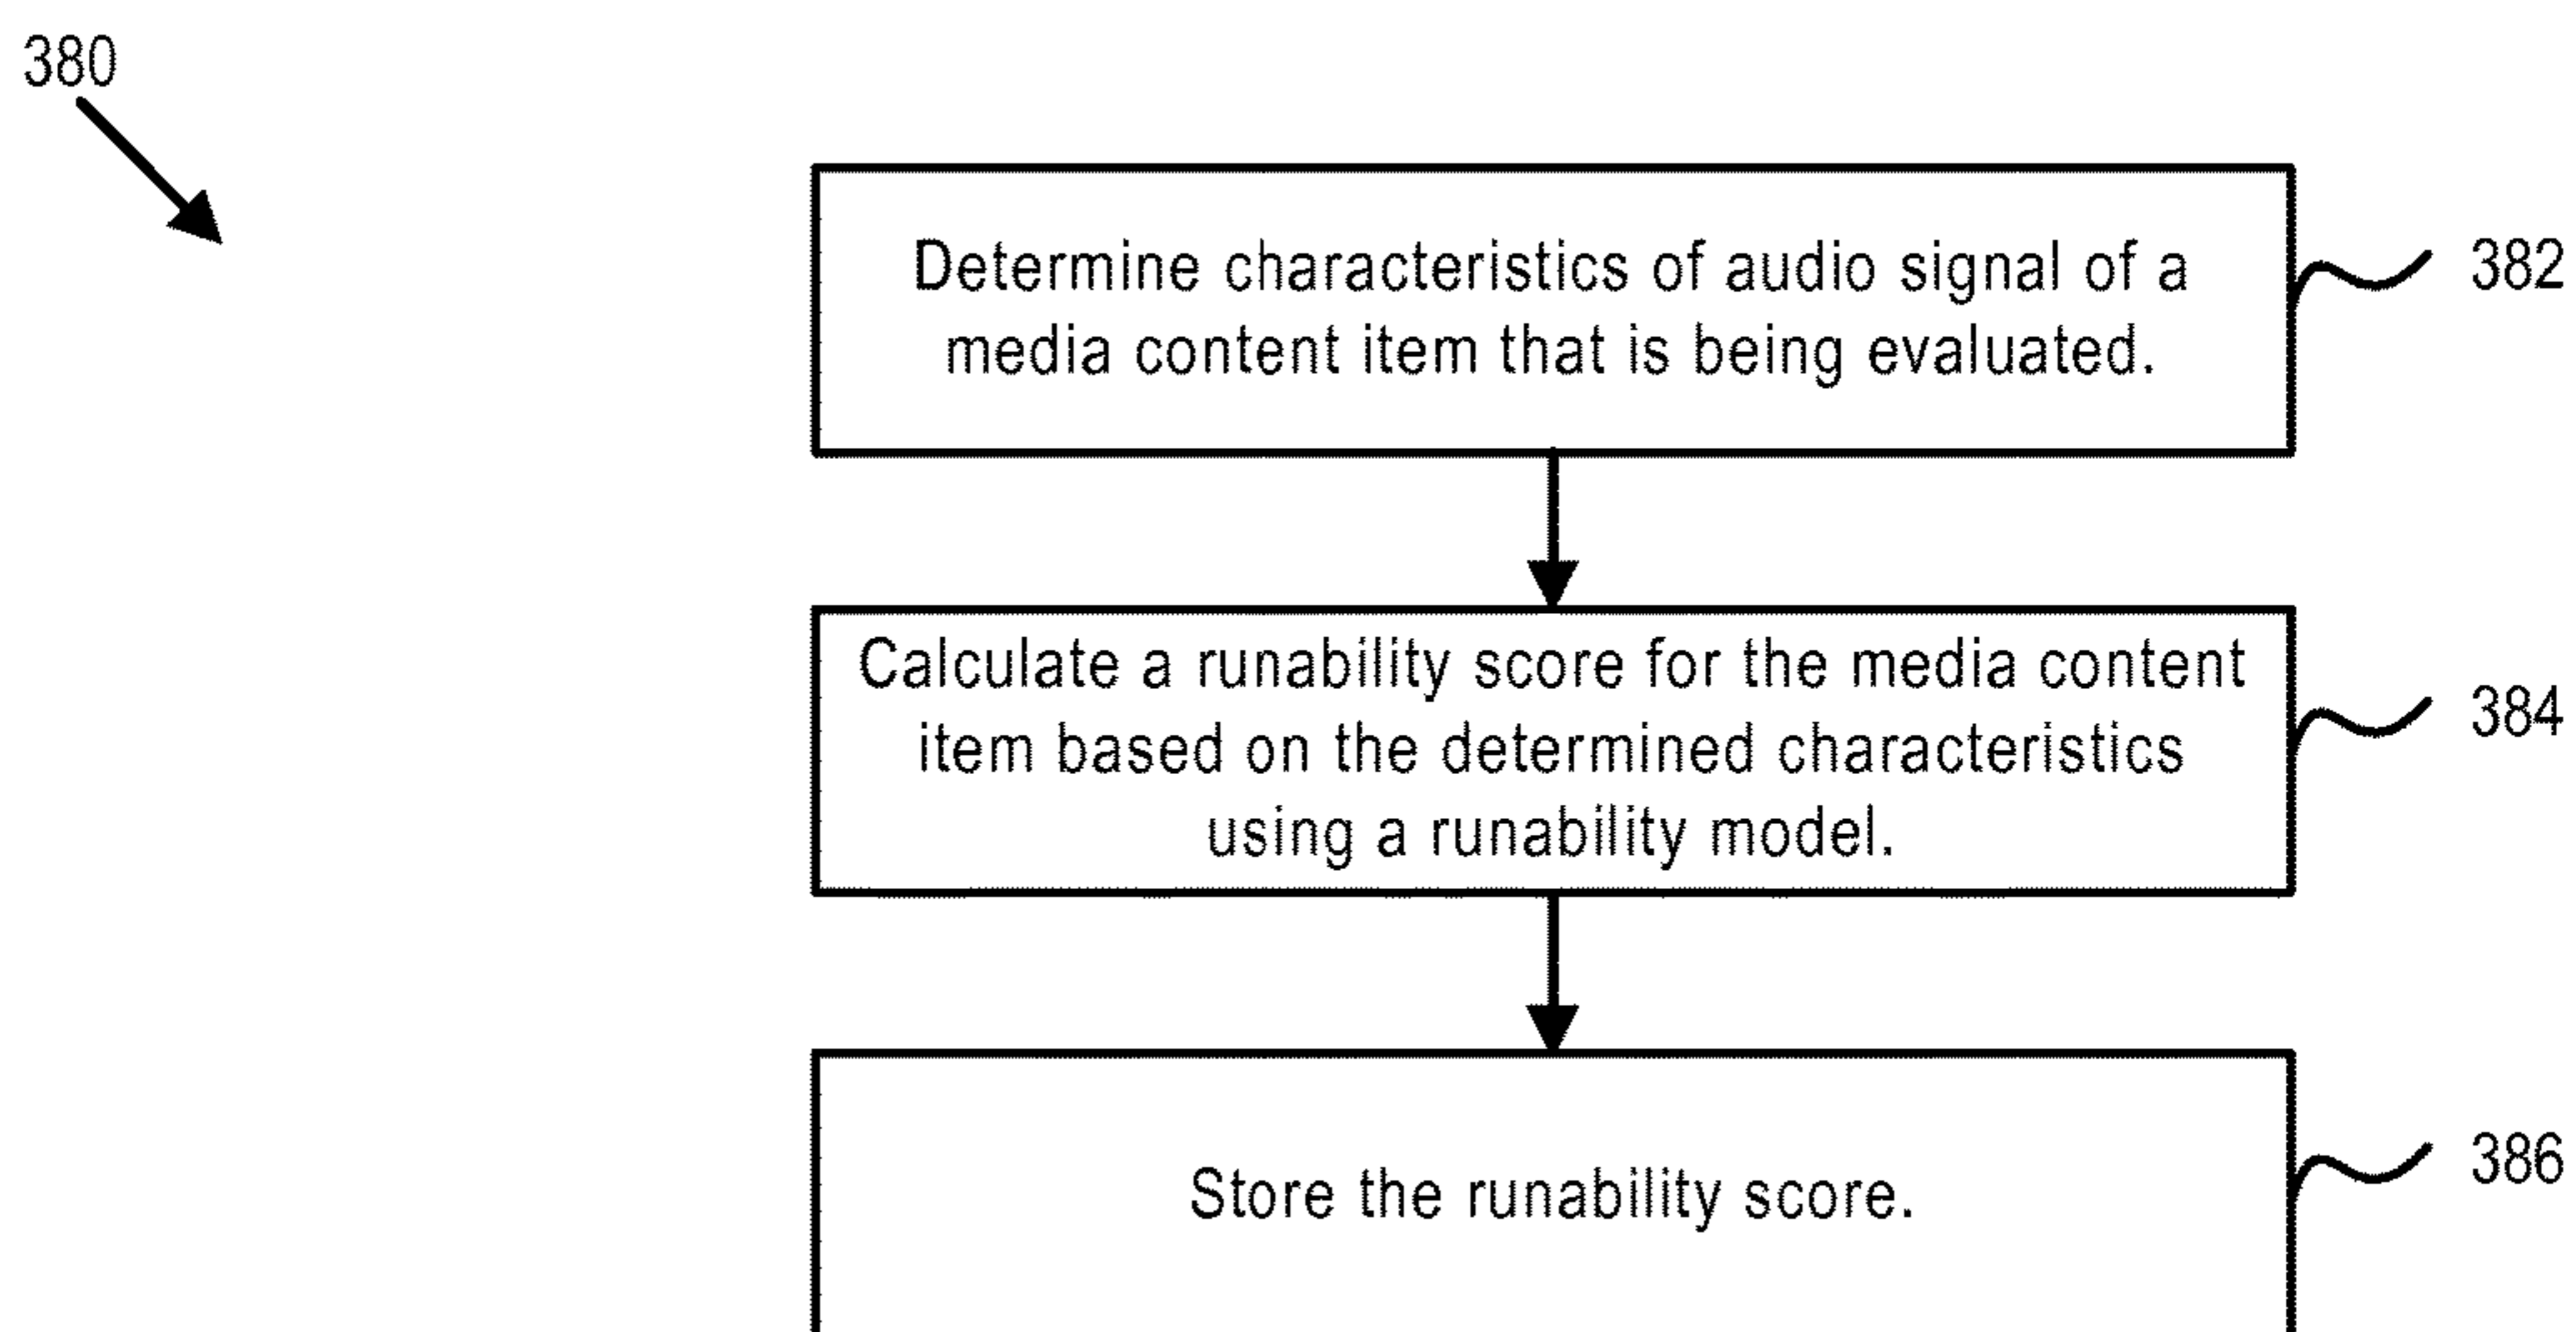 380
Determine characteristics of audio signal of a
media content item that is being evaluated.
382
Calculate a runability score for the media content
item based on the determined characteristics
using a runability model.
384
Store the runability score.
386